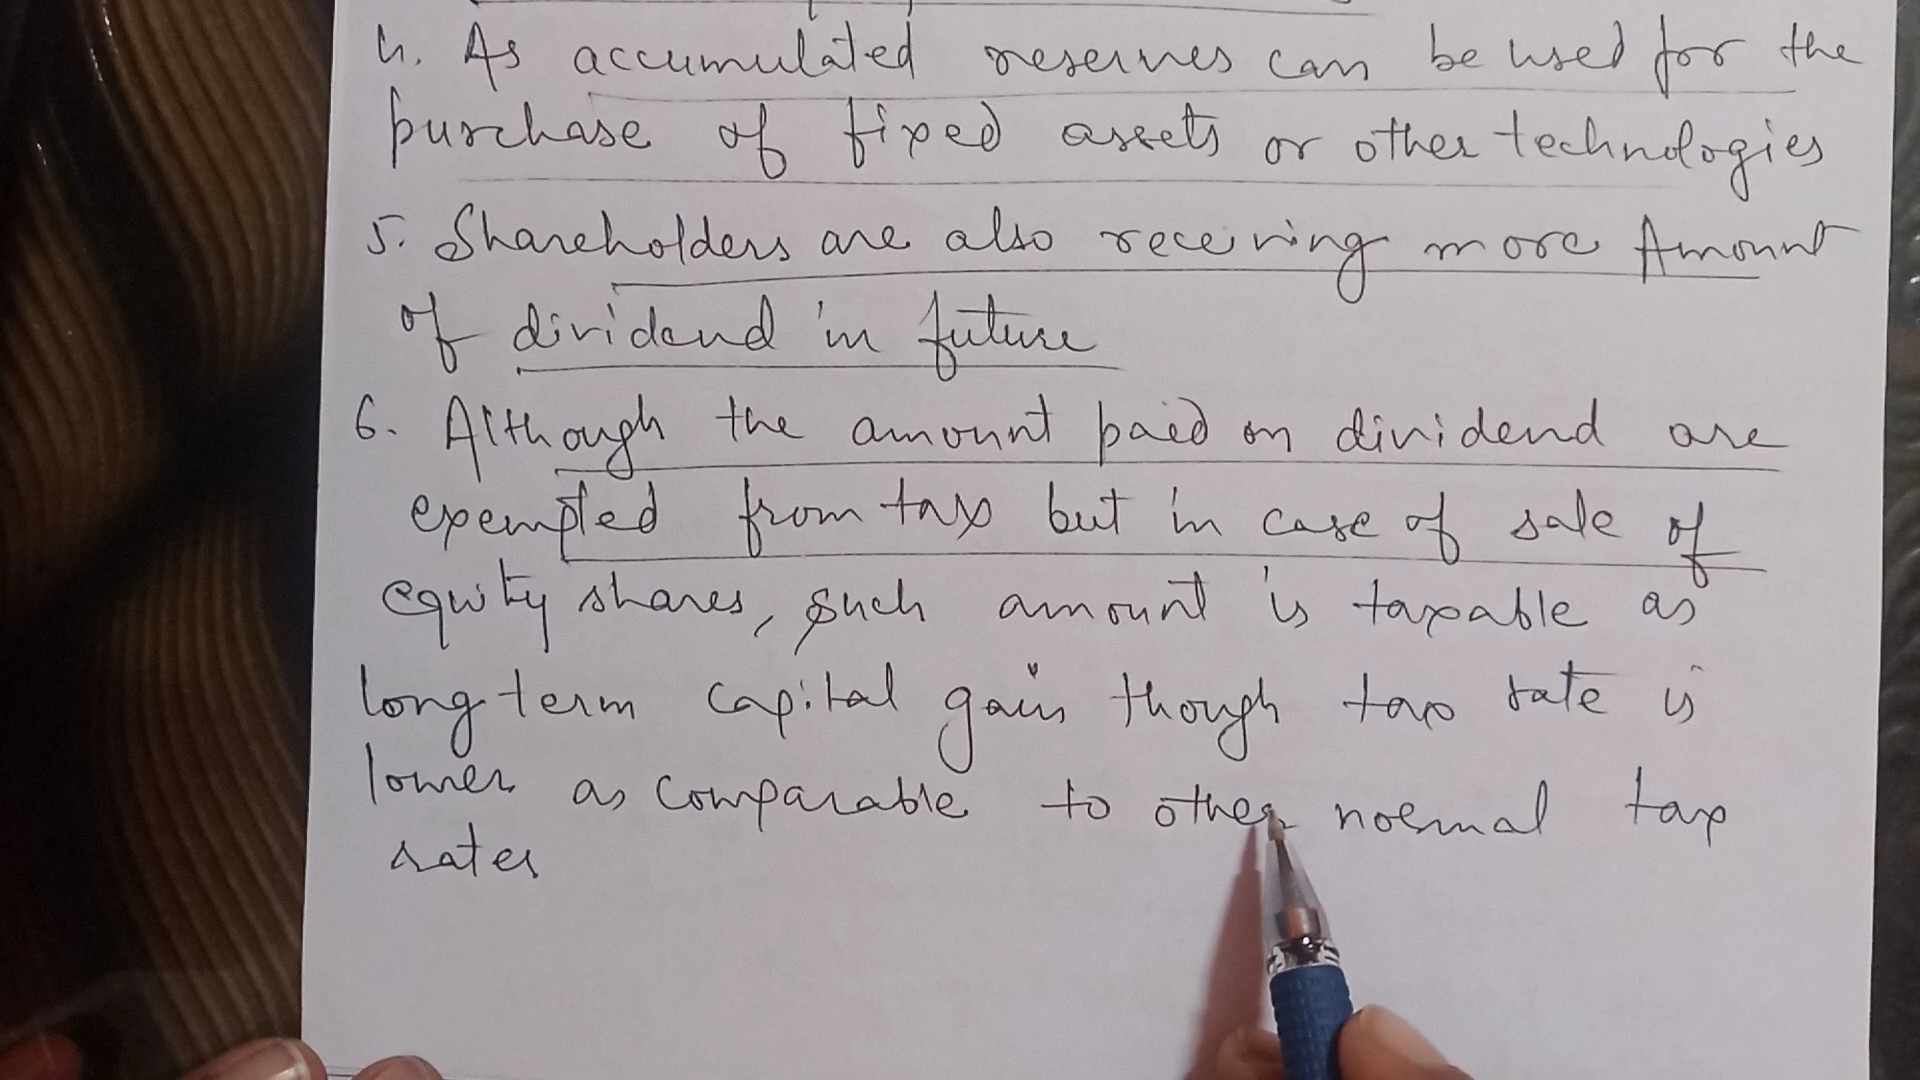 4. As accumulated reserves can be used for the
purchase of fixed assets or other technologies
5. Shareholders are also receiving more Amount
of dividend in future
6. Although the amount paid on dividend are
exempted from tax but in case of sale of
equity shares, such amount is taxable as
long term capital gain though tax rate is
lower as comparable to other normal tax
rates